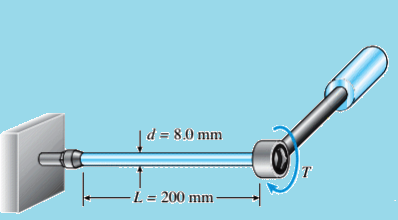 d = 8.0 mm
T
L = 200 mm